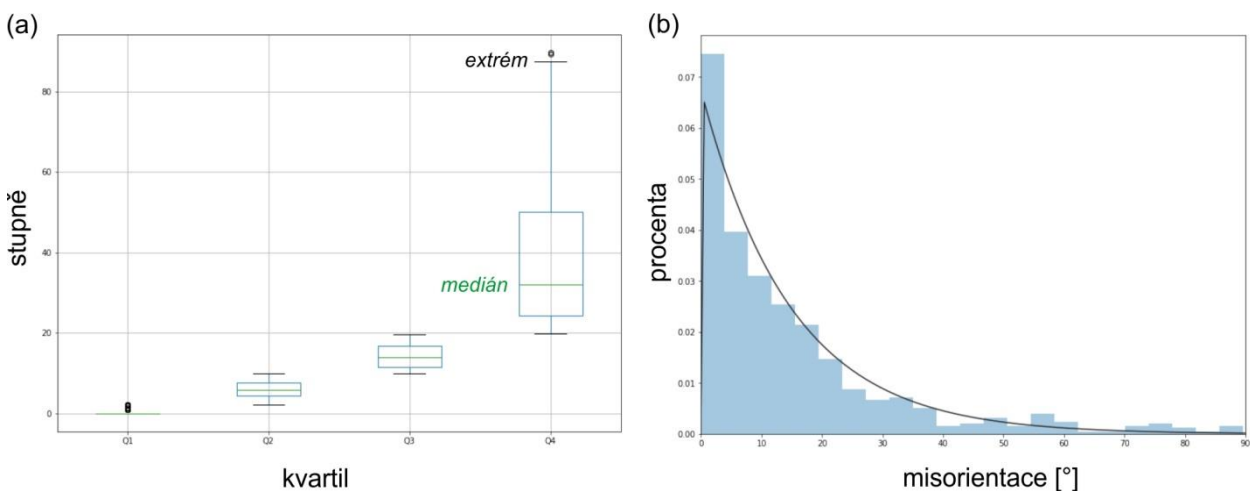 (a)
stupně
80
60
40
20
0
extrém
medián
Q1 Q2 Q3 Q4
kvartil
(b)
procenta
0.07
0.06
0.05
0.04
0.03
0.02
0.01
0.00
0 10 20 30 40 50 60 70 80 90
misorientace [°]